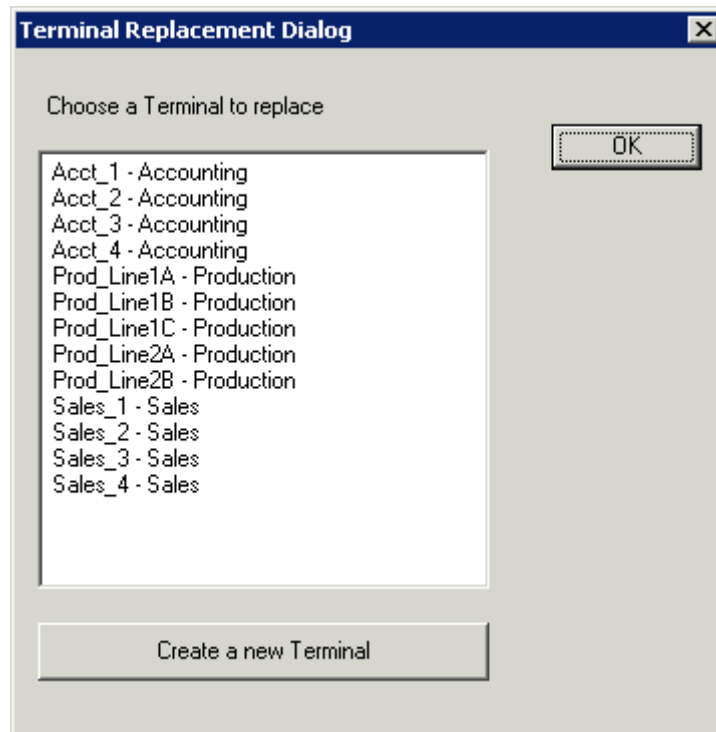 Terminal Replacement Dialog
Choose a Terminal to replace
OK
Acct_1 - Accounting
Acct_2 - Accounting
Acct_3 - Accounting
Acct_4 - Accounting
Prod_Line1A - Production
Prod_Line1B - Production
Prod_Line1C - Production
Prod_Line2A - Production
Prod_Line2B - Production
Sales_1 - Sales
Sales_2 - Sales
Sales_3 - Sales
Sales_4 - Sales
Create a new Terminal